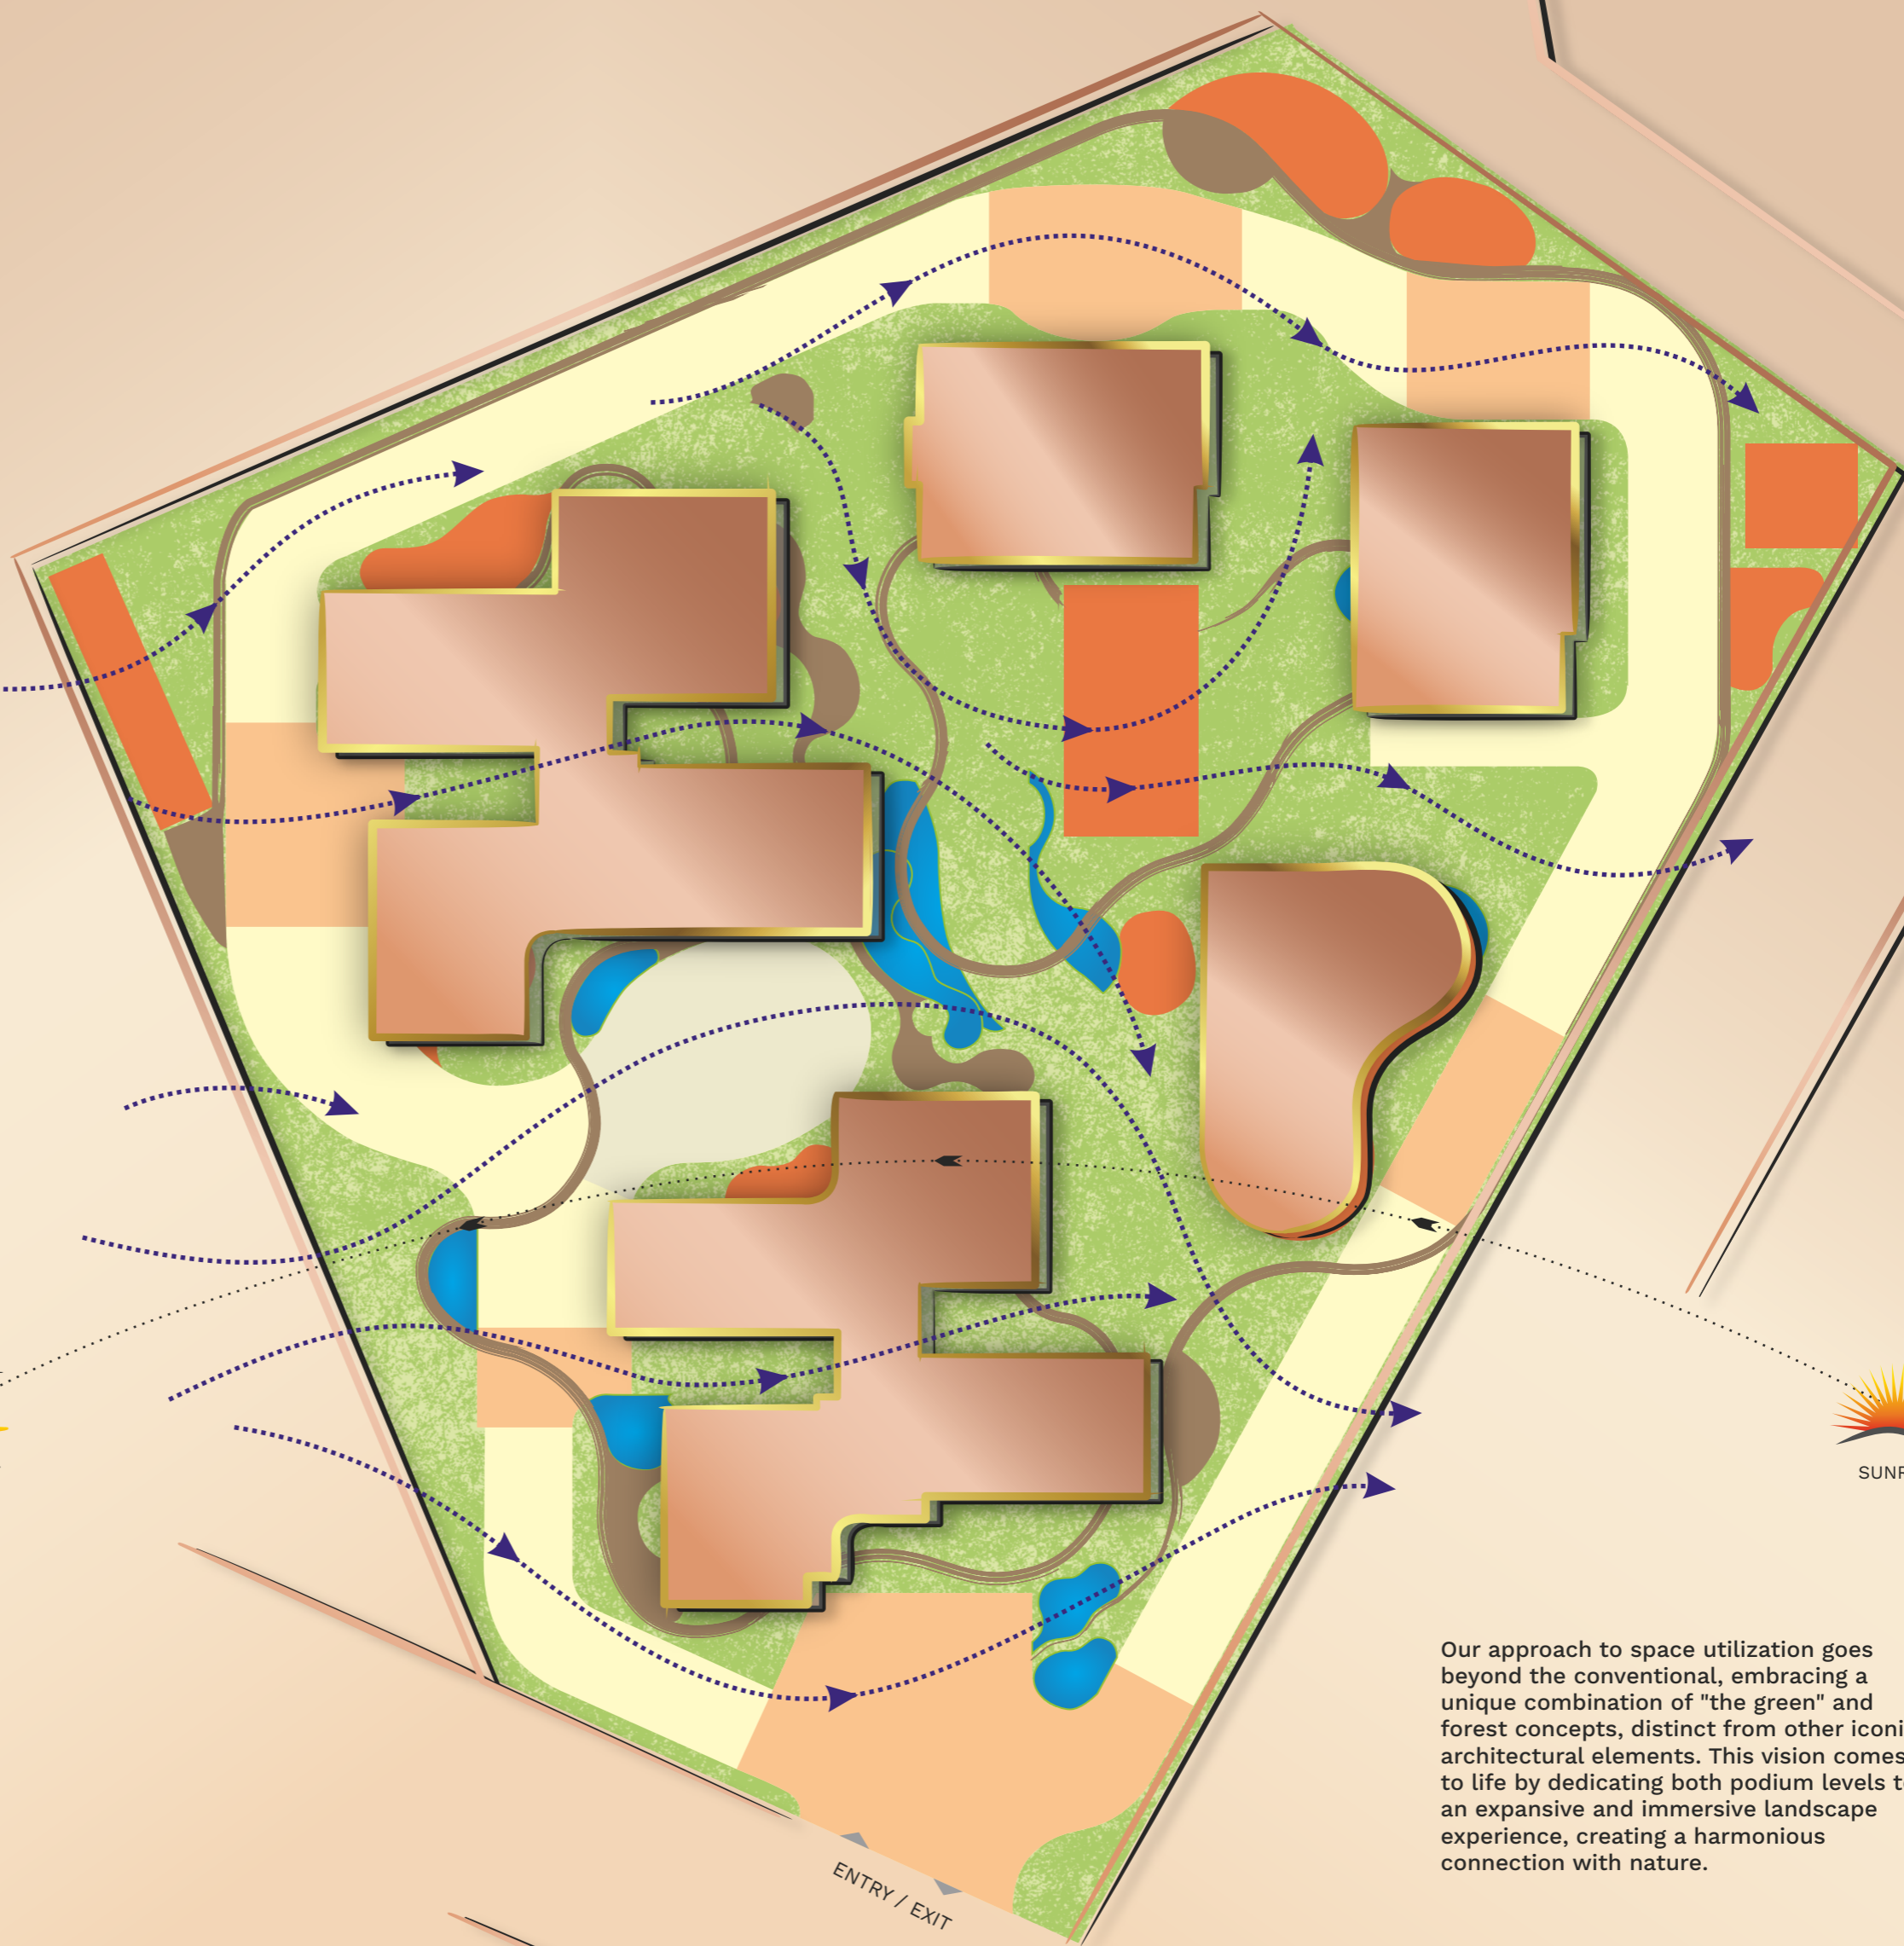 SUNR
Our approach to space utilization goes
beyond the conventional, embracing a
unique combination of "the green" and
forest concepts, distinct from other iconi
architectural elements. This vision comes
to life by dedicating both podium levels t
an expansive and immersive landscape
experience, creating a harmonious
connection with nature.
ENTRY / EXIT